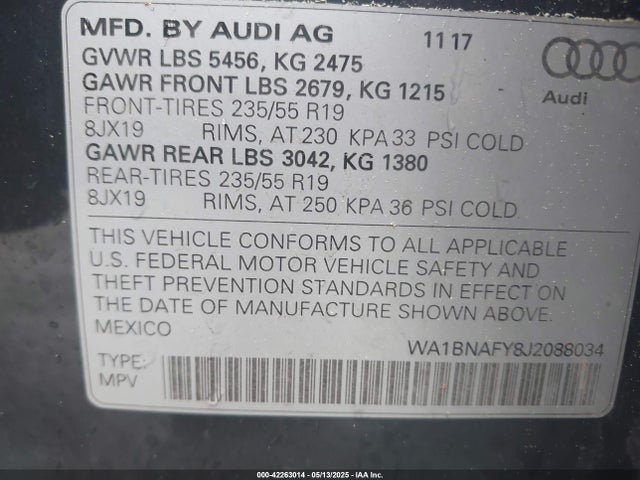 MFD. BY AUDI AG 11 17
GVWR LBS 5456, KG 2475
GAWR FRONT LBS 2679, KG 1215
Audi
FRONT-TIRES 235/55 R19
8JX19 RIMS, AT 230 KPA 33 PSI COLD
GAWR REAR LBS 3042, KG 1380
REAR-TIRES 235/55 R19
8JX19 RIMS, AT 250 KPA 36 PSI COLD
THIS VEHICLE CONFORMS TO ALL APPLICABLE
U.S. FEDERAL MOTOR VEHICLE SAFETY AND
THEFT PREVENTION STANDARDS IN EFFECT ON
THE DATE OF MANUFACTURE SHOWN ABOVE.
MEXICO
WA1BNAFY8J2088034
TYPE:
MPV
000-42263014 - 05/13/2025 - IAA Inc.